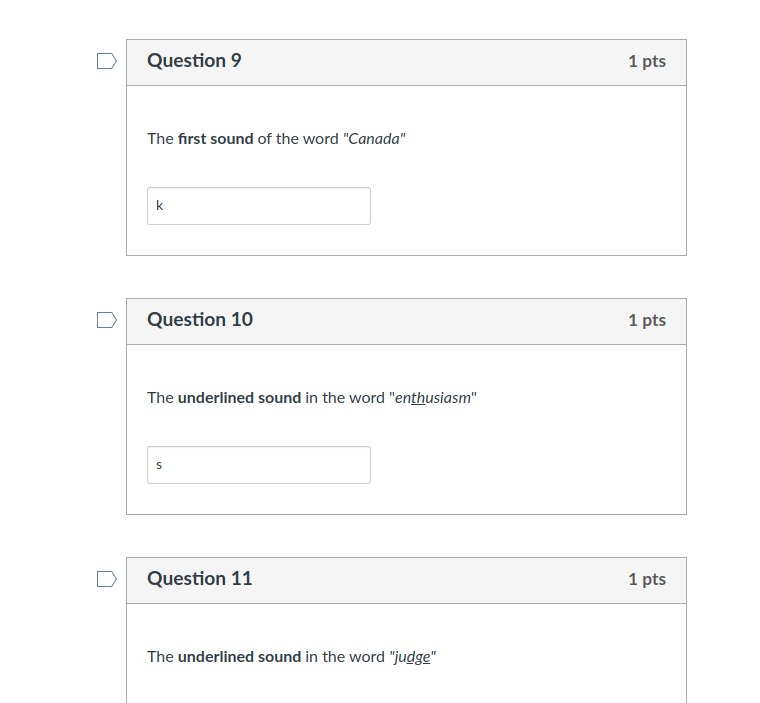 Question 9 1 pts
The first sound of the word "Canada"
k
Question 10 1 pts
The underlined sound in the word "enthusiasm"
s
Question 11 1 pts
The underlined sound in the word "judge"